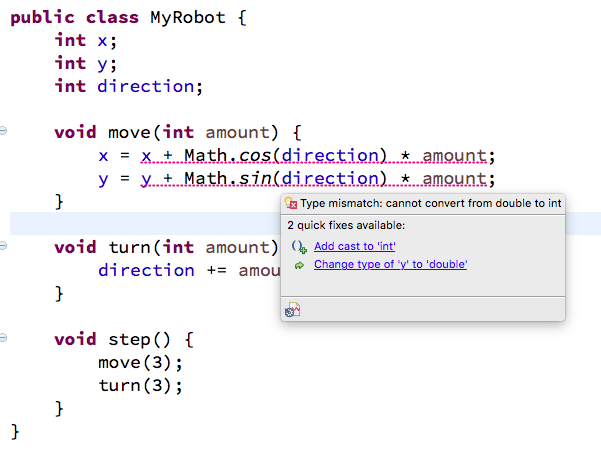 public class MyRobot {
int x;
int y;
int direction;
void move(int amount) {
x = x + Math.cos(direction) * amount;
y = y + Math.sin(direction) * amount;
}
void turn(int amount)
direction += amou
}
void step() {
move(3);
turn(3);
}
}
Type mismatch: cannot convert from double to int
2 quick fixes available:
Add cast to 'int'
Change type of 'y' to 'double'